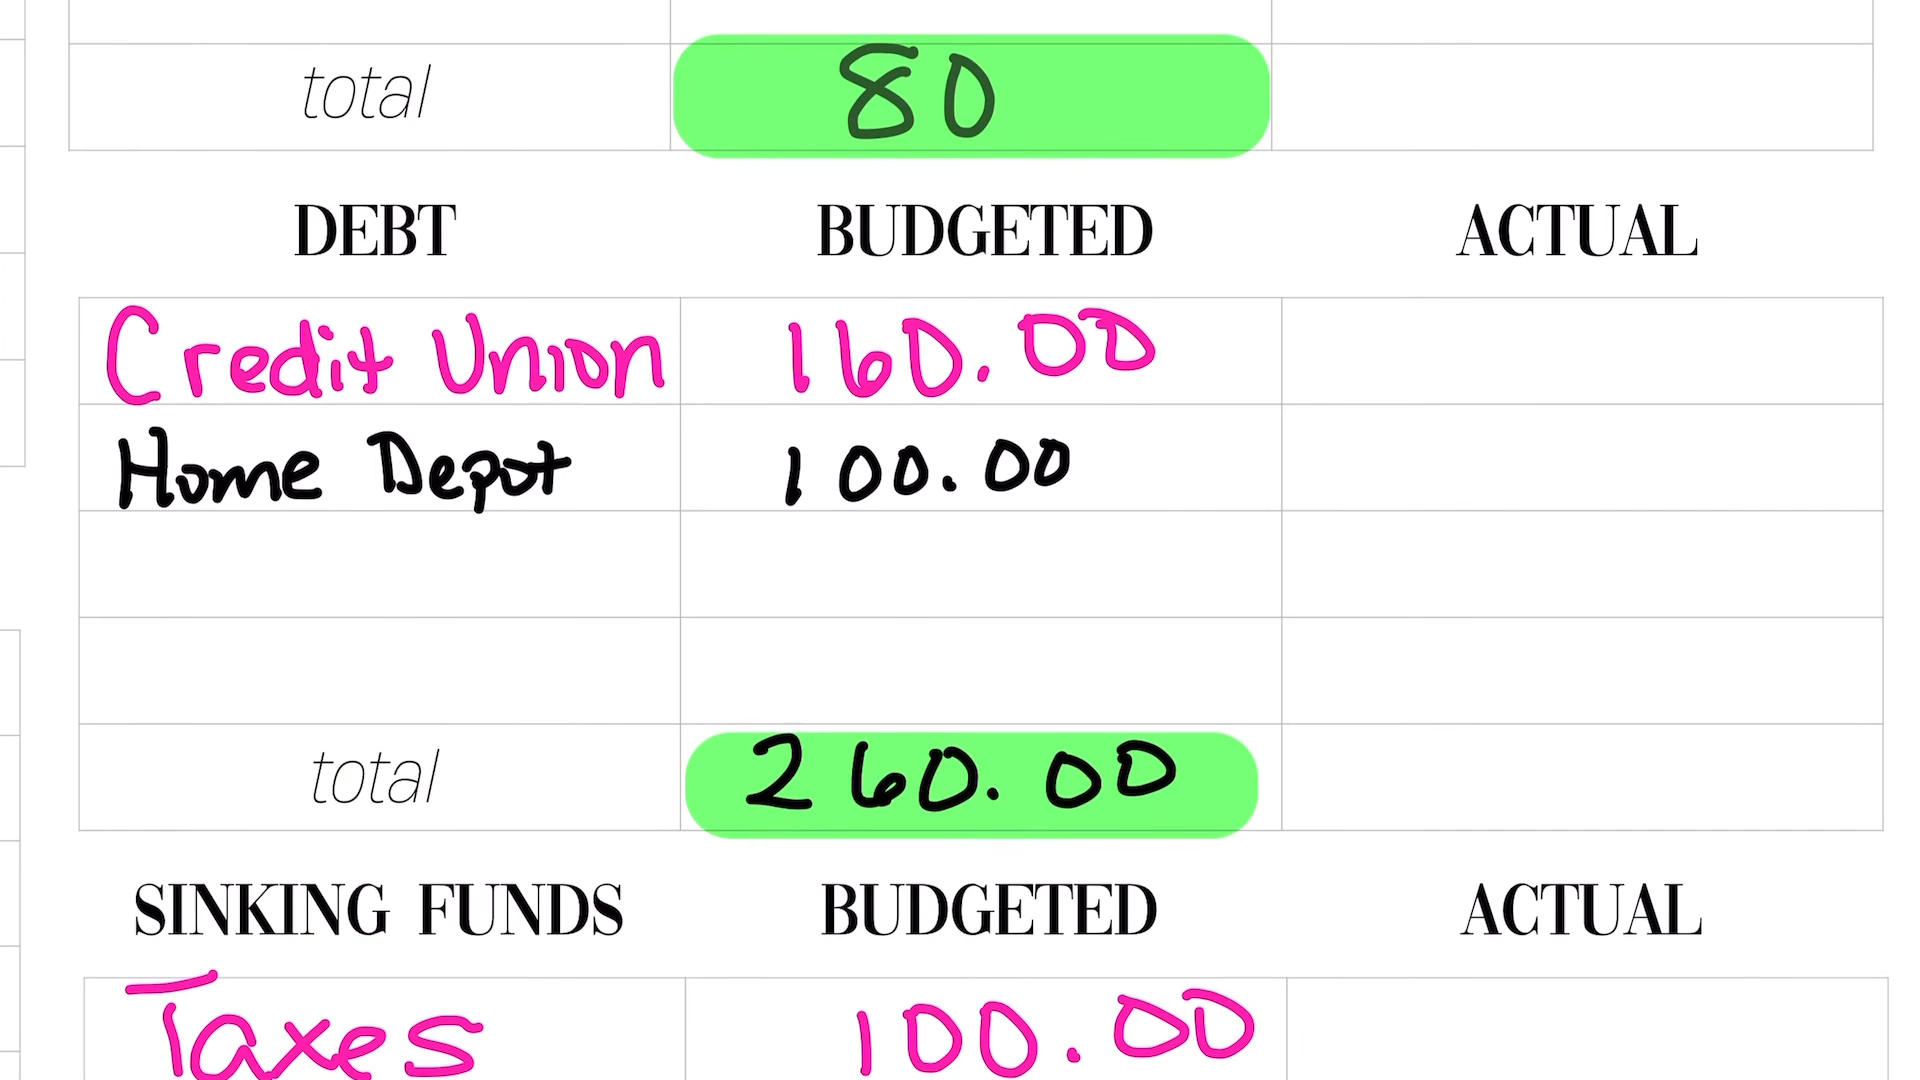 total 80
DEBT BUDGETED ACTUAL
Credit Union 160.00
Home Depot 100.00
total 260.00
SINKING FUNDS BUDGETED ACTUAL
Taxes 100.00